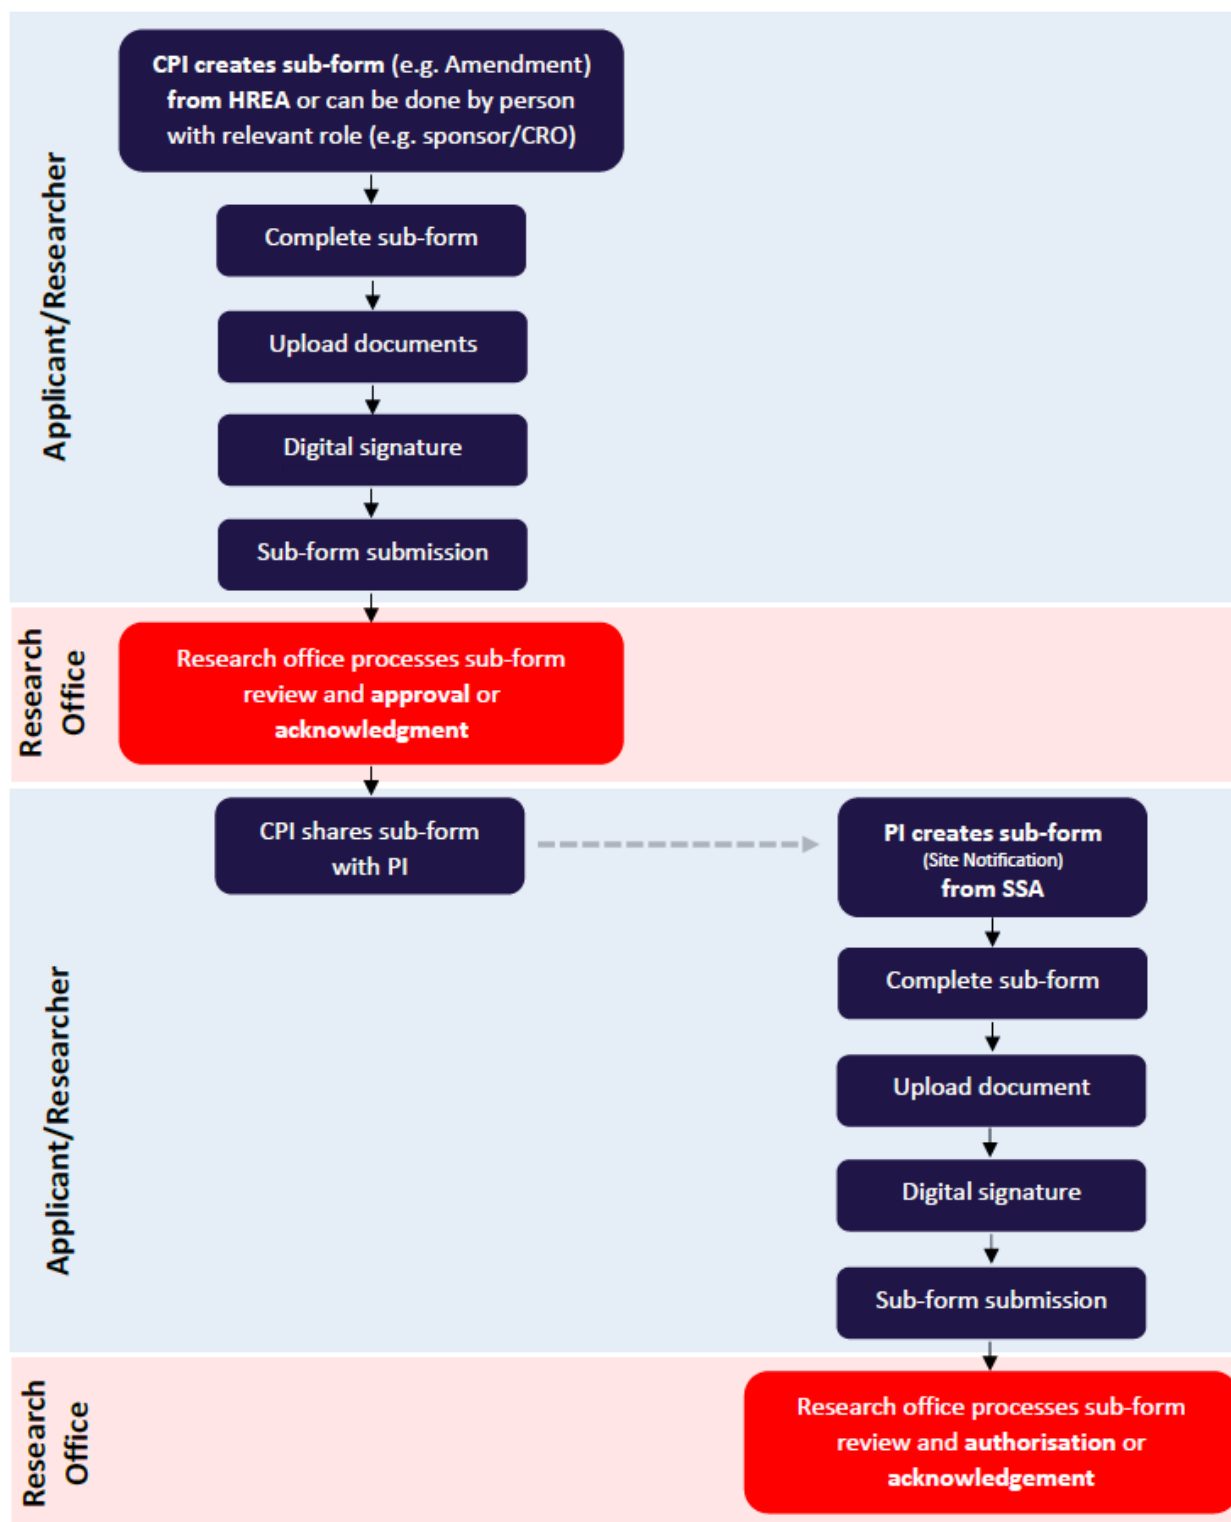 CPI creates sub-form (e.g. Amendment)
from HREA or can be done by person
with relevant role (e.g. sponsor/CRO)
Applicant/Researcher
Complete sub-form
Upload documents
Digital signature
Sub-form submission
Research
Office
Research office processes sub-form
review and approval or
acknowledgment
Applicant/Researcher
CPI shares sub-form
with PI
PI creates sub-form
(Site Notification)
from SSA
Complete sub-form
Upload document
Digital signature
Sub-form submission
Research
Office
Research office processes sub-form
review and authorisation or
acknowledgement